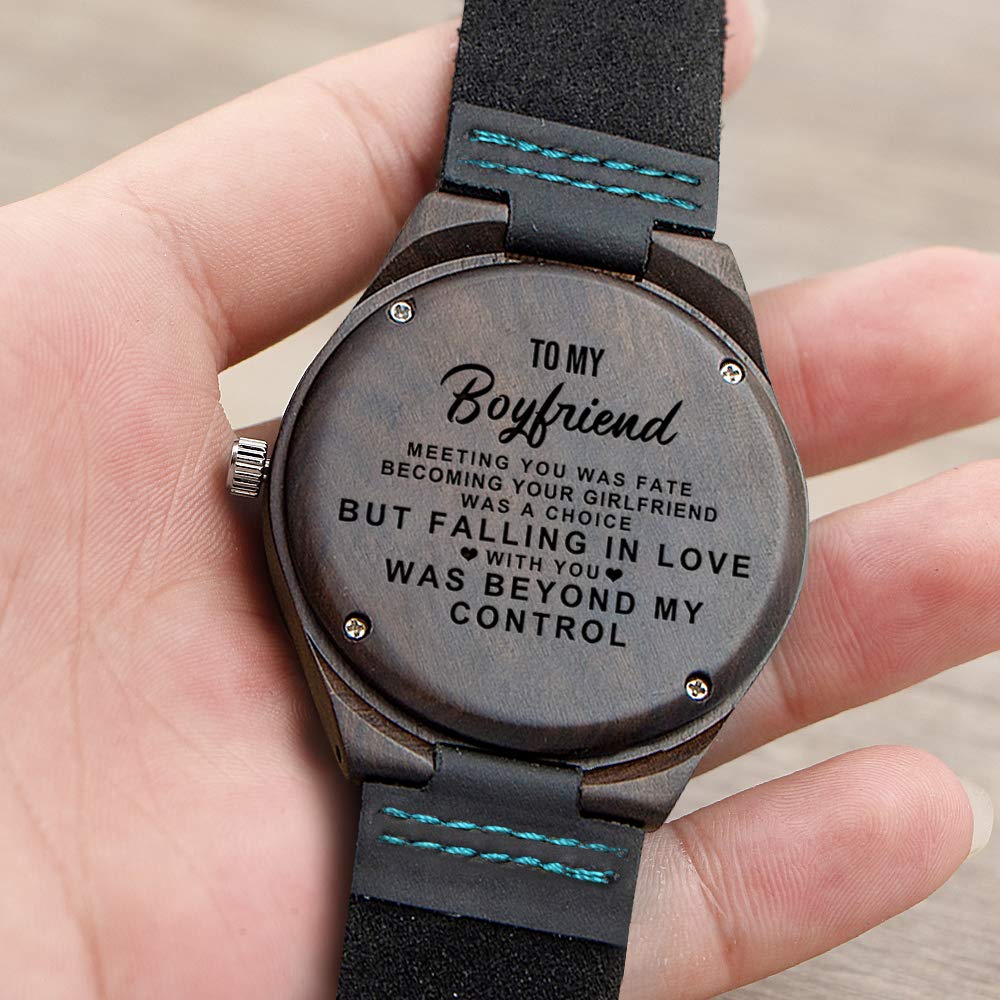 TO MY
Boyfriend
MEETING YOU WAS FATE
BECOMING YOUR GIRLFRIEND
WAS A CHOICE
BUT FALLING IN LOVE
❤WITH YOU❤
WAS BEYOND MY
CONTROL